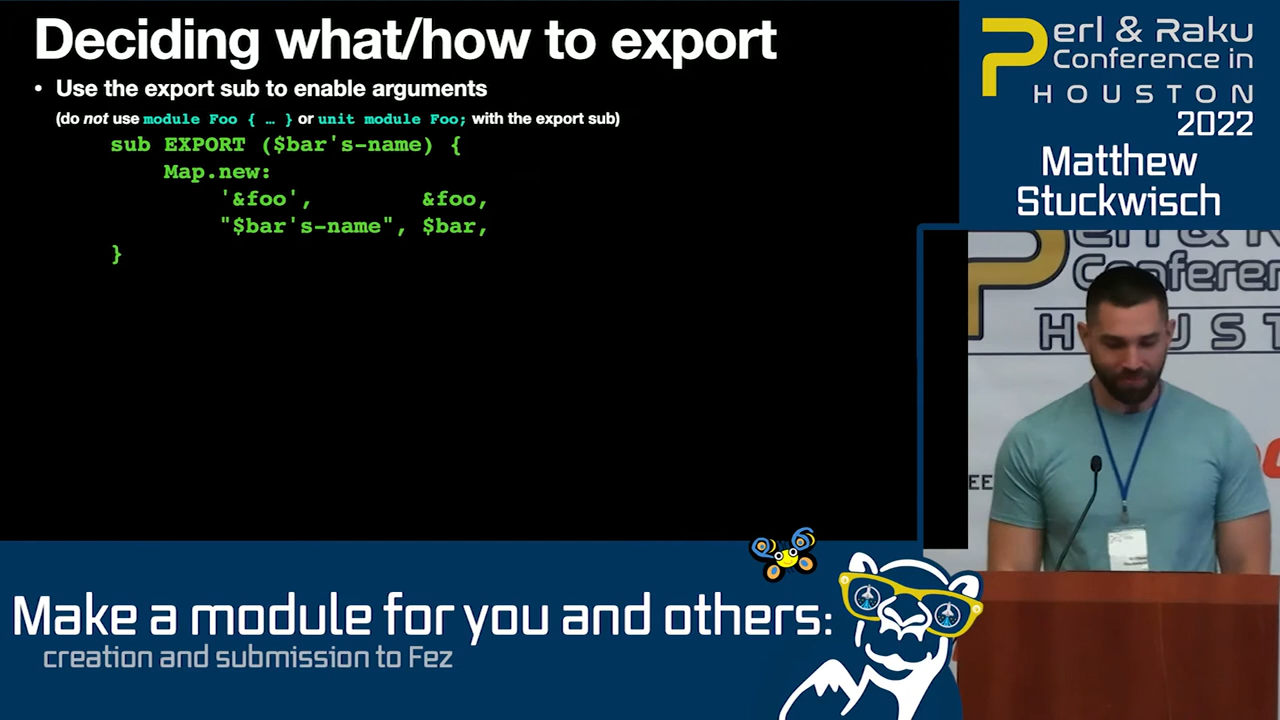 Deciding what/how to export
• Use the export sub to enable arguments
(do not use module Foo { … } or unit module Foo; with the export sub)
sub EXPORT ($bar's-name) {
Map.new:
'&foo', &foo,
"$bar's-name", $bar,
}
Perl & Raku
Conference in
HOUSTON
2022
Matthew
Stuckwisch
Make a module for you and others:
creation and submission to Fez